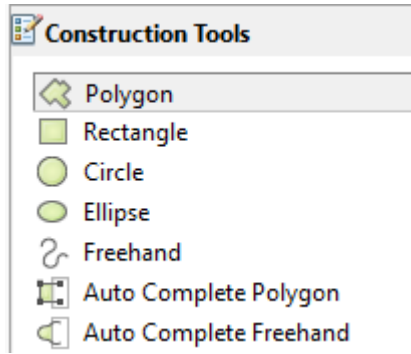 Construction Tools
Polygon
Rectangle
Circle
Ellipse
Freehand
Auto Complete Polygon
Auto Complete Freehand